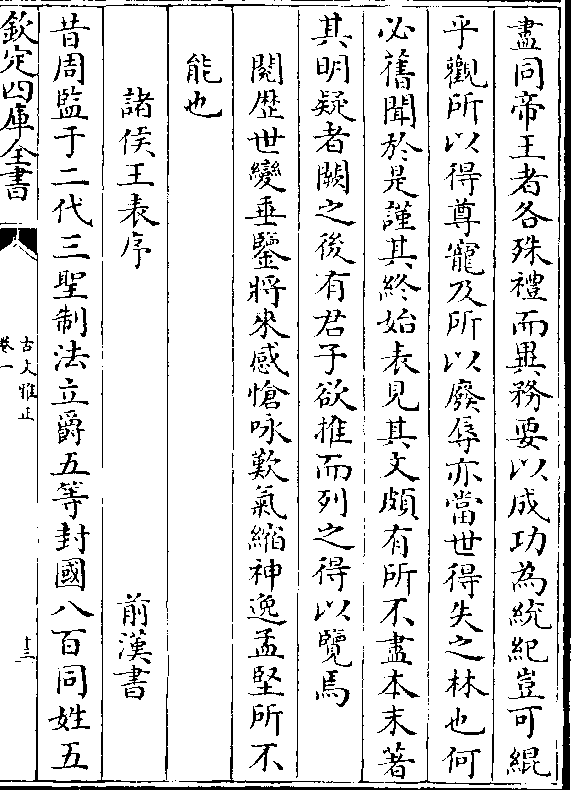 盡同帝王者各殊禮而異務要以成功為統紀豈可緄
乎觀所以得尊寵及所以廢辱亦當世得失之林也何
必舊聞於是謹其終始表見其文頗有所不盡本末著
其明疑者闕之後有君子欲推而列之得以覽焉
閱歴世變垂鑒將來感愴咏歎氣縮神逸孟堅所不
能也
諸侯王表序 前漢書
昔周監于二代三聖制法立爵五等封國八百同姓五
欽定四庫全書
古文雅正
卷一
十三